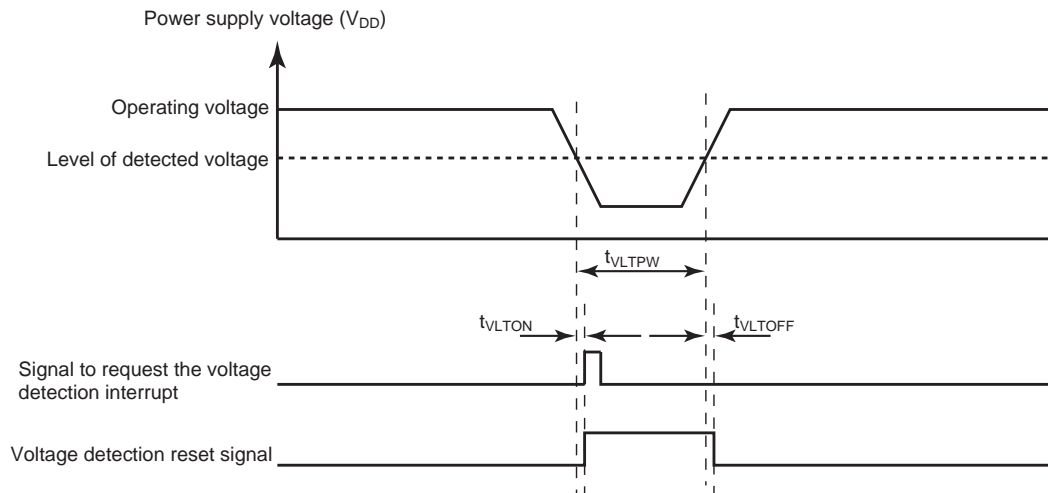 Power supply voltage (VDD)
Operating voltage
Level of detected voltage
tVLTPW
tVLTON
tVLTOFF
Signal to request the voltage
detection interrupt
Voltage detection reset signal